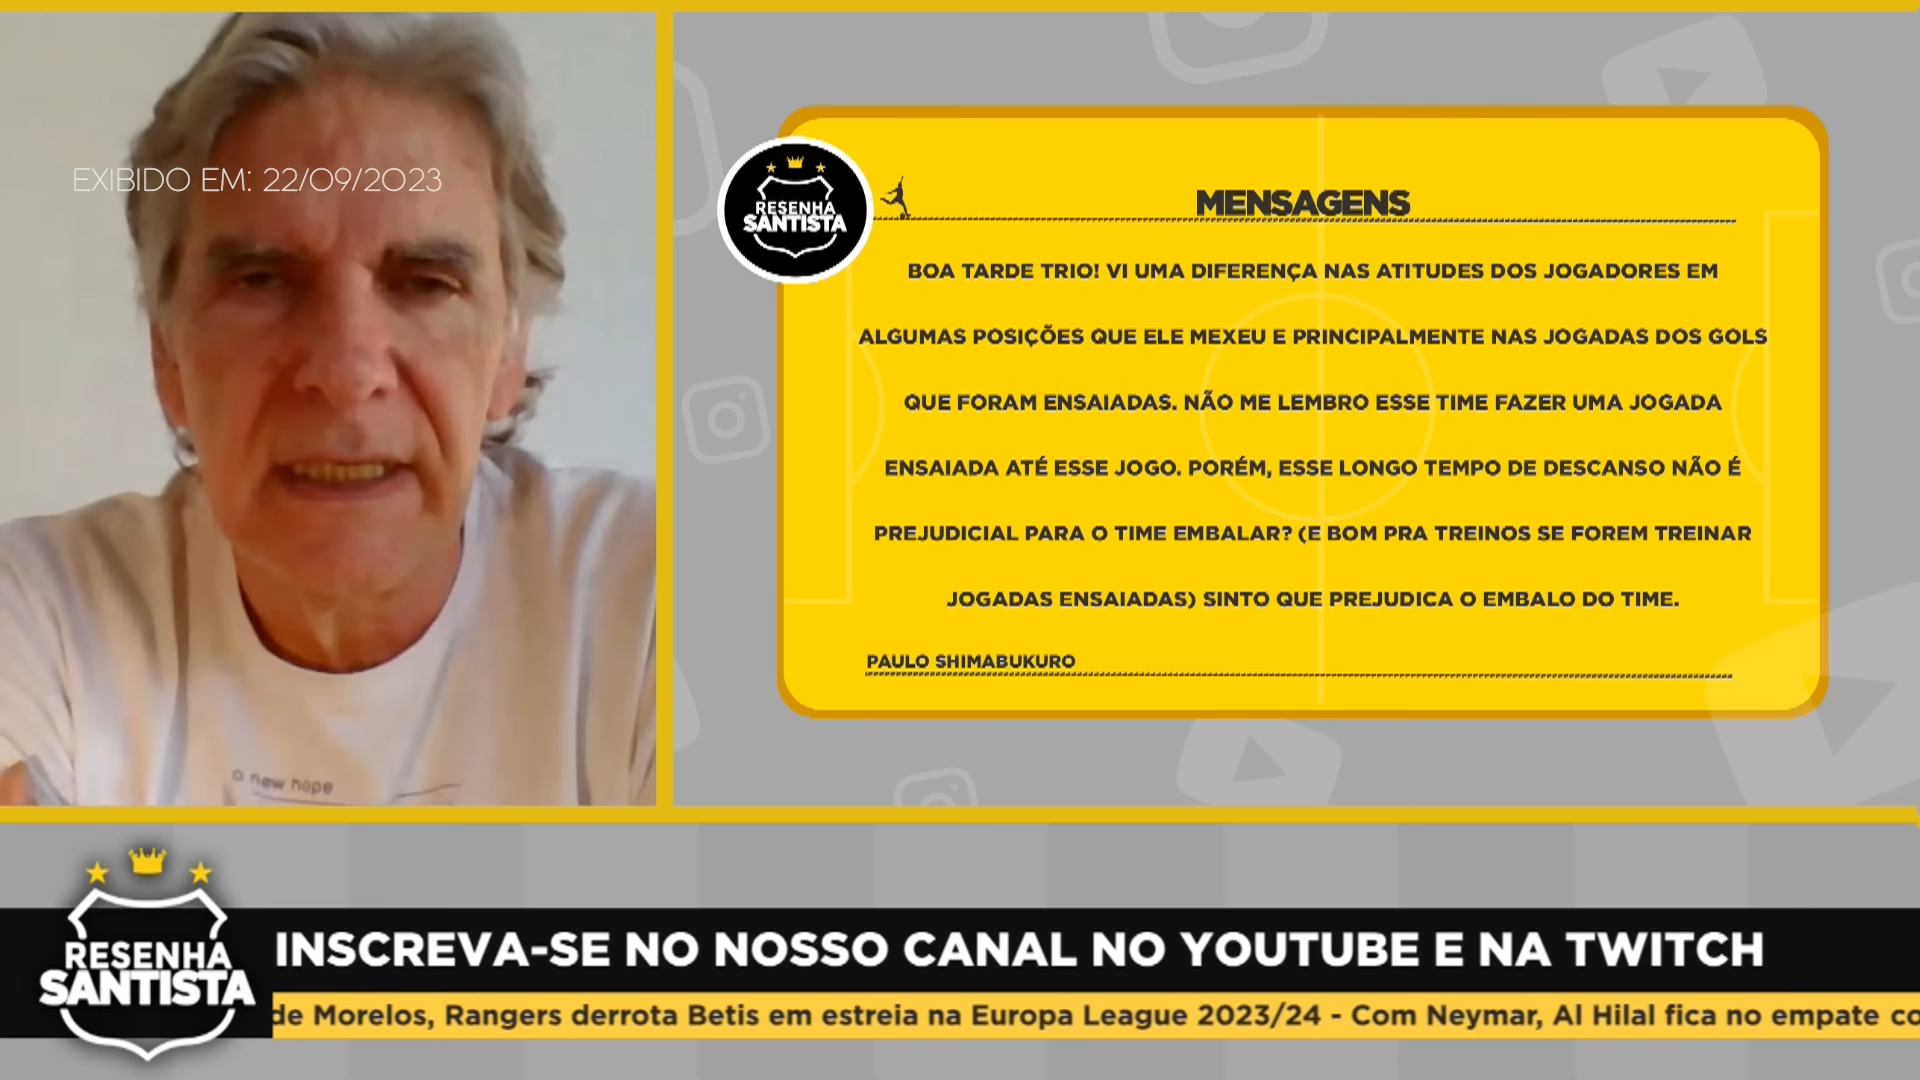 EXIBIDO EM: 22/09/2023
RESENHA
SANTISTA
MENSAGENS
BOA TARDE TRIO! VI UMA DIFERENÇA NAS ATITUDES DOS JOGADORES EM
ALGUMAS POSIÇÕES QUE ELE MEXEU E PRINCIPALMENTE NAS JOGADAS DOS GOLS
QUE FORAM ENSAIADAS. NÃO ME LEMBRO ESSE TIME FAZER UMA JOGADA
ENSAIADA ATÉ ESSE JOGO. PORÉM, ESSE LONGO TEMPO DE DESCANSO NÃO É
PREJUDICIAL PARA O TIME EMBALAR? (E BOM PRA TREINOS SE FOREM TREINAR
JOGADAS ENSAIADAS) SINTO QUE PREJUDICA O EMBALO DO TIME.
PAULO SHIMABUKURO
a new hope
RESENHA
SANTISTA
INSCREVA-SE NO NOSSO CANAL NO YOUTUBE E NA TWITCH
de Morelos, Rangers derrota Betis em estreia na Europa League 2023/24 - Com Neymar, Al Hilal fica no empate co